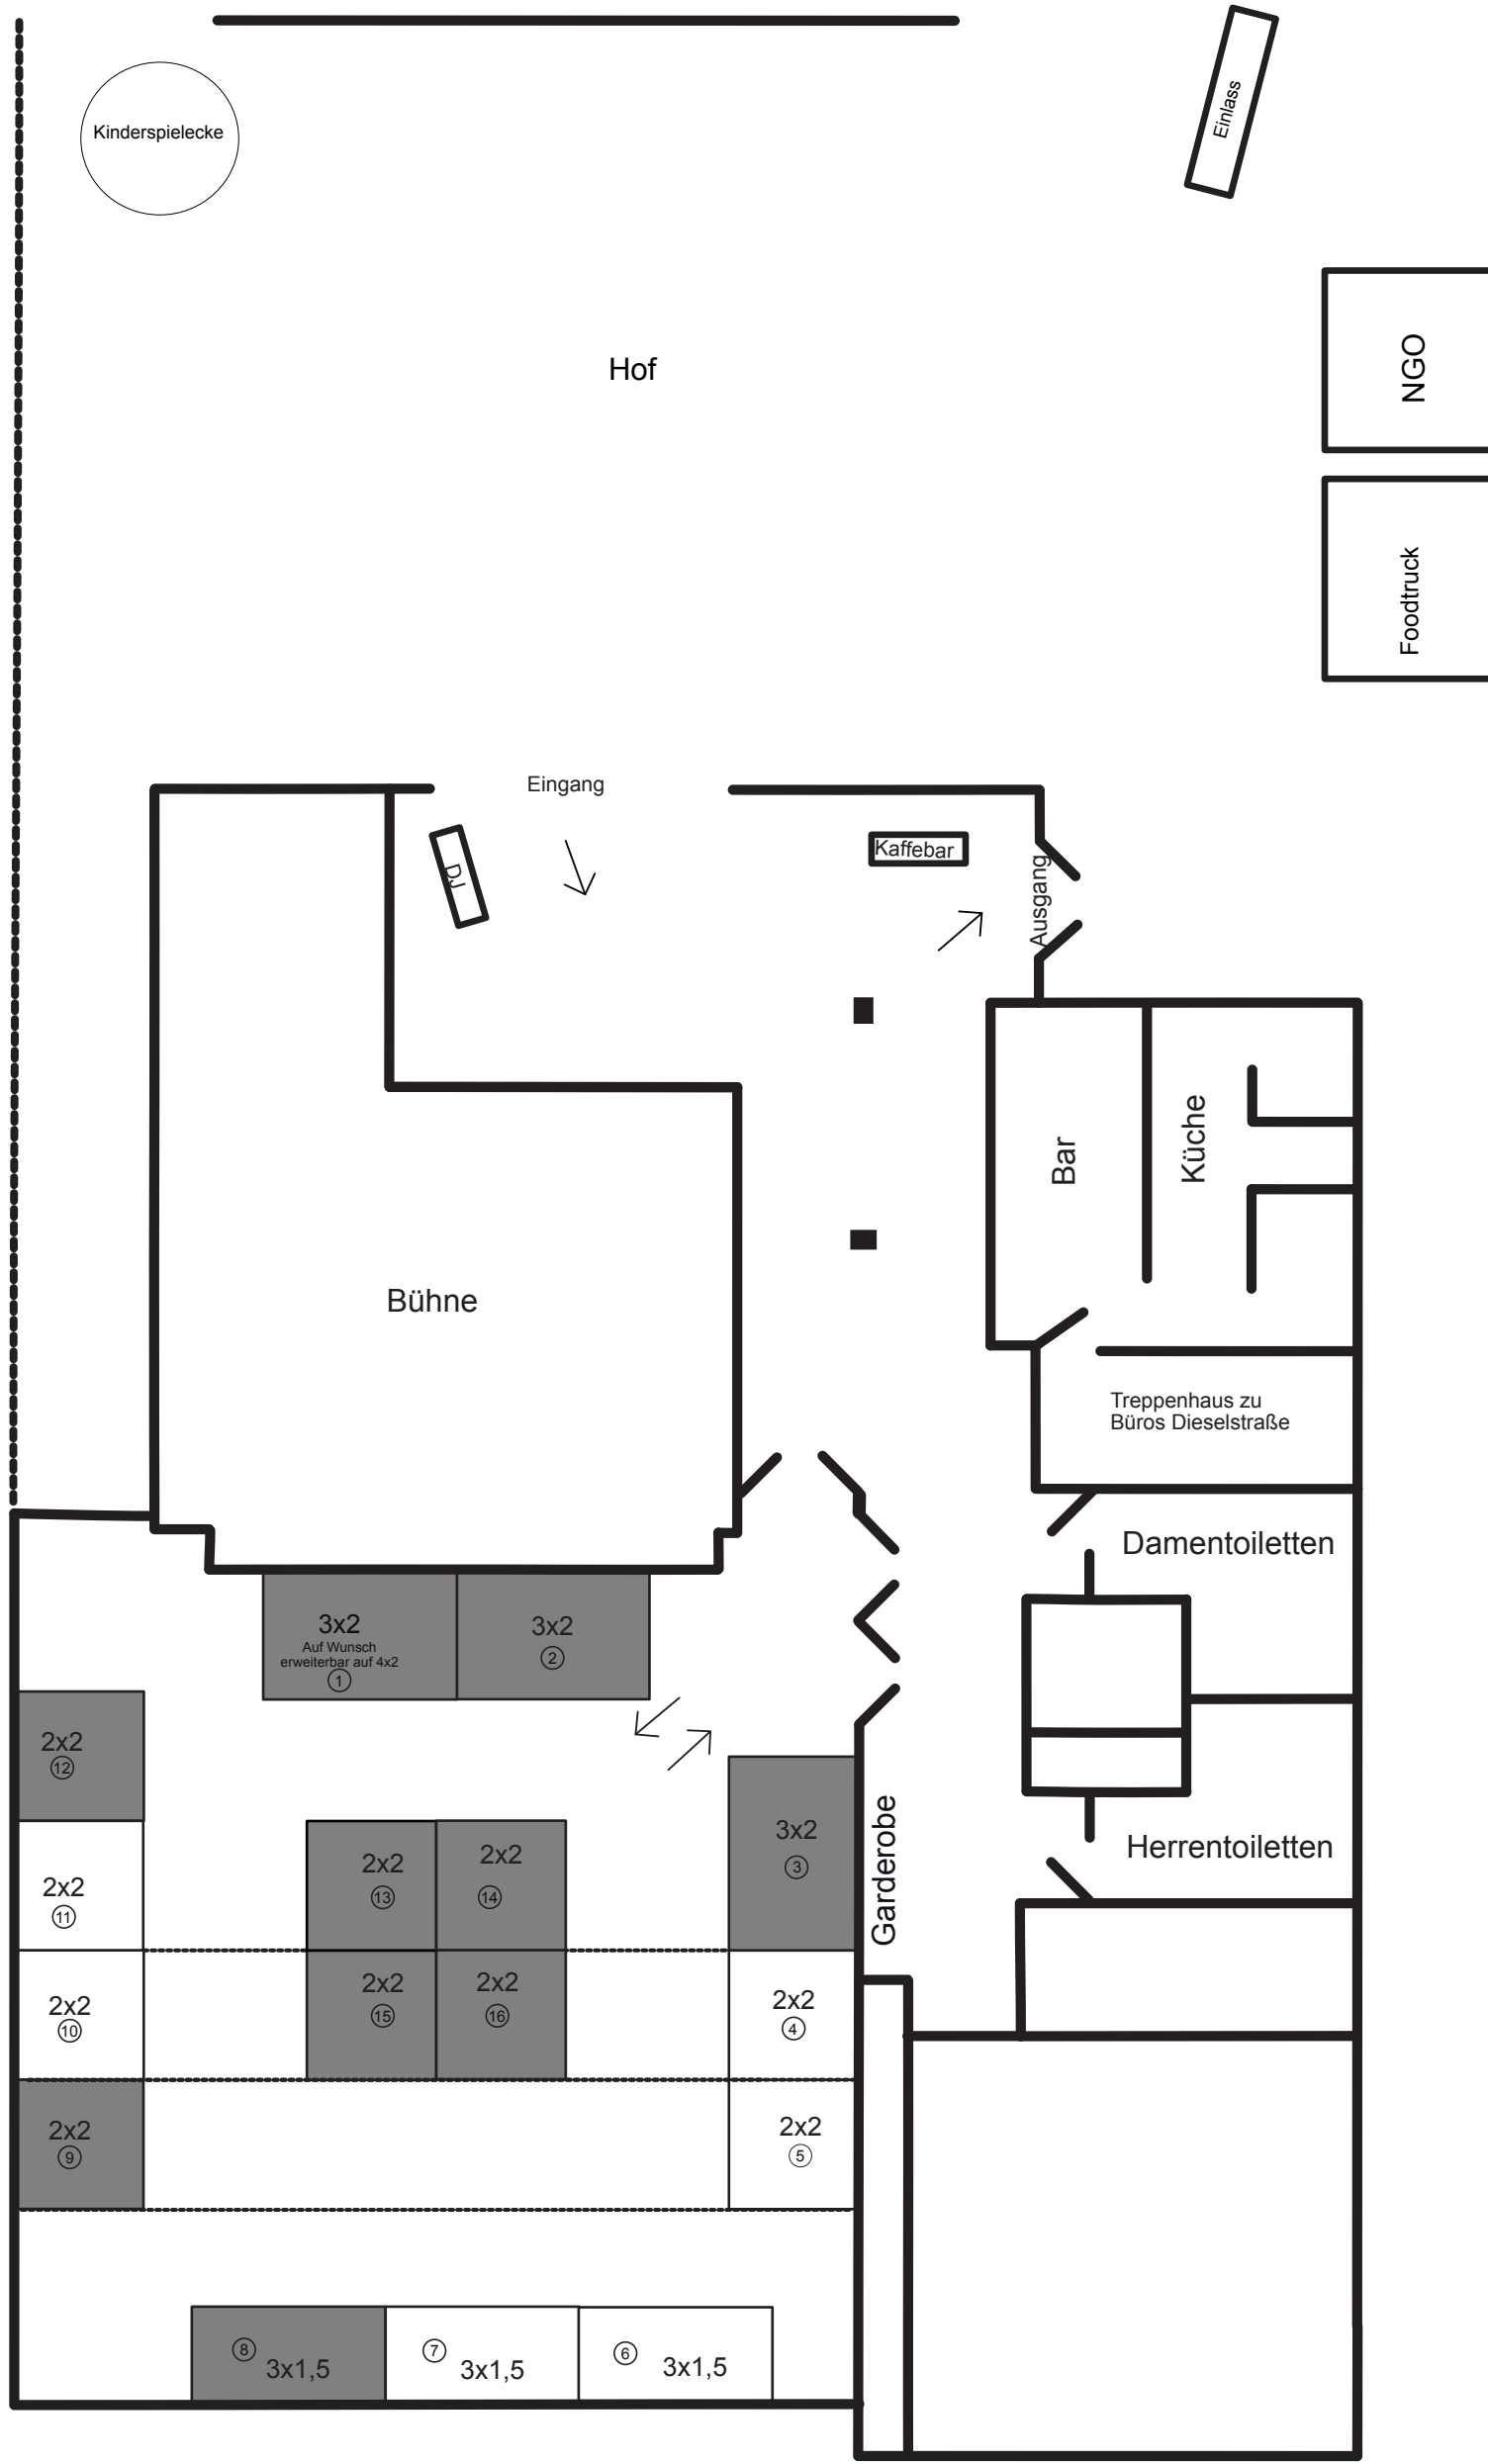 Kinderspielecke
Einlass
Hof
NGO
Foodtruck
Eingang
DJ
Kaffebar
Ausgang
Bar
Küche
Bühne
Treppenhaus zu
Büros Dieselstraße
Damentoiletten
3x2
Auf Wunsch
erweiterbar auf 4x2
1
3x2
2
2x2
12
2x2
13
2x2
14
3x2
3
Garderobe
Herrentoiletten
2x2
11
2x2
10
2x2
15
2x2
16
2x2
4
2x2
9
2x2
5
8
3x1,5
7
3x1,5
6
3x1,5